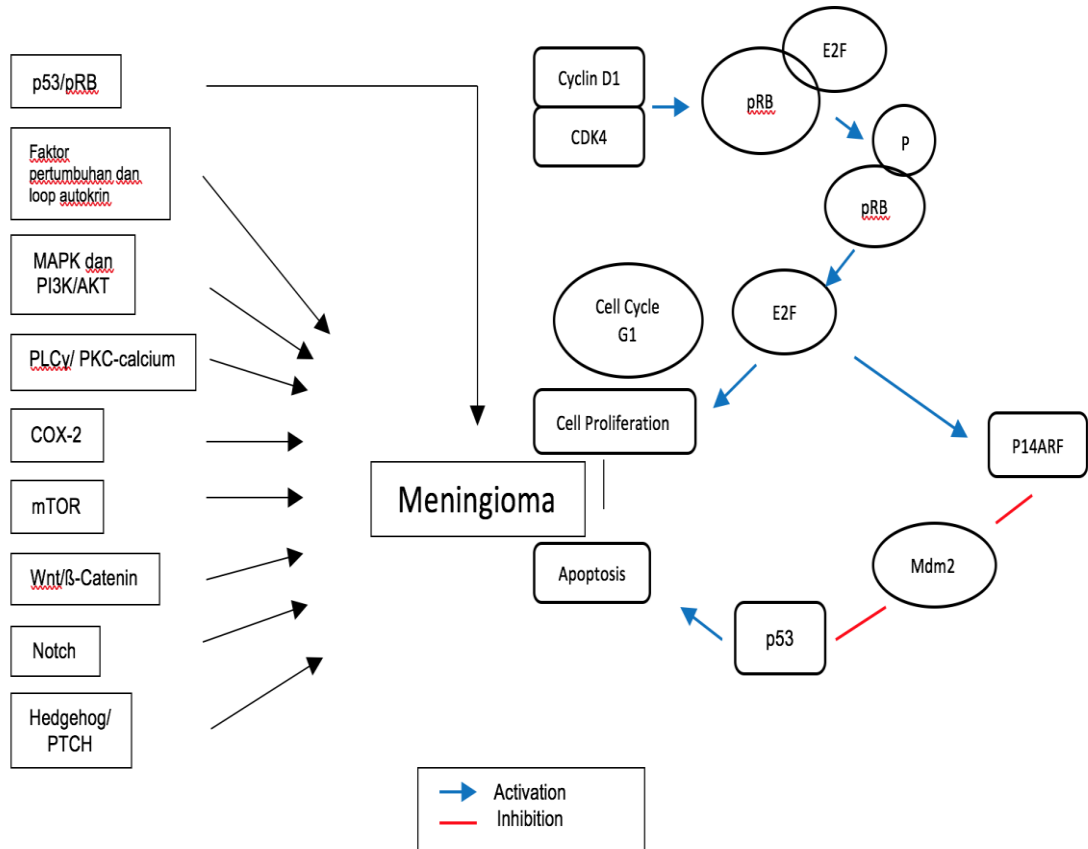 p53/pRB
Faktor
pertumbuhan dan
loop autokrin
MAPK dan
PI3K/AKT
PLCγ/ PKC-calcium
COX-2
mTOR
Wnt/ß-Catenin
Notch
Hedgehog/
PTCH
Meningioma
Cyclin D1
CDK4
pRB
E2F
P
pRB
E2F
Cell Cycle
G1
Cell Proliferation
P14ARF
Mdm2
p53
Apoptosis
Activation
Inhibition